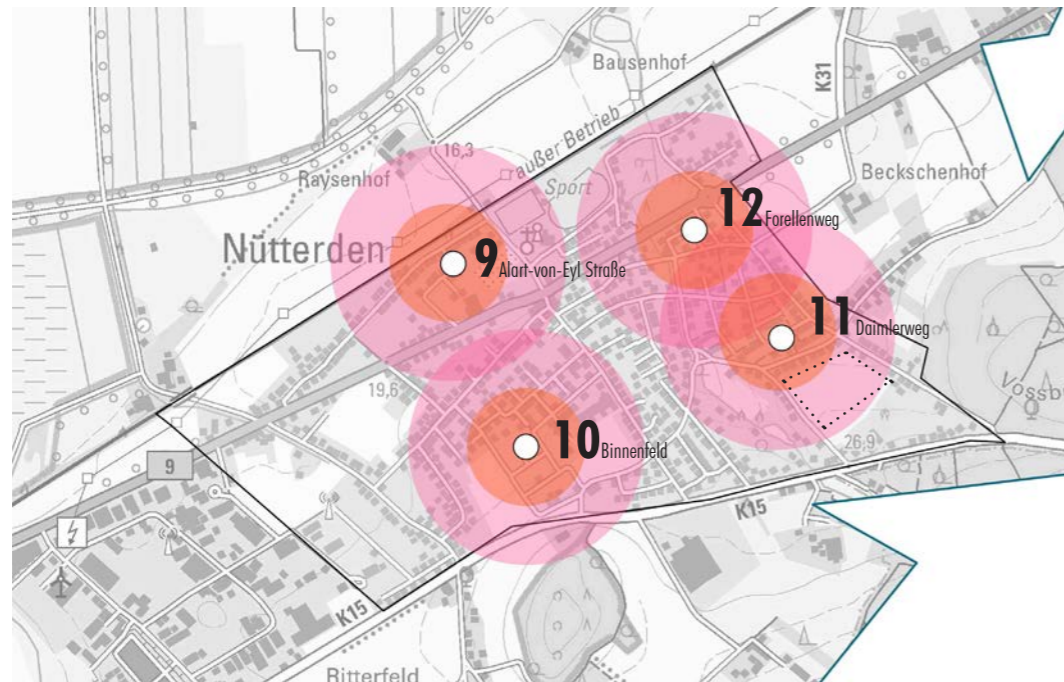 Bausenhof
K31
16,3
außer Betrieb
Raysenhof
Sport
Beckschenhof
12 Forellenweg
Nütterden
9 Alart-von-Eyl Straße
11 Daimlerweg
19,6
Vossb
10 Binnenfeld
26,9
9
K15
K15
Ritterfeld